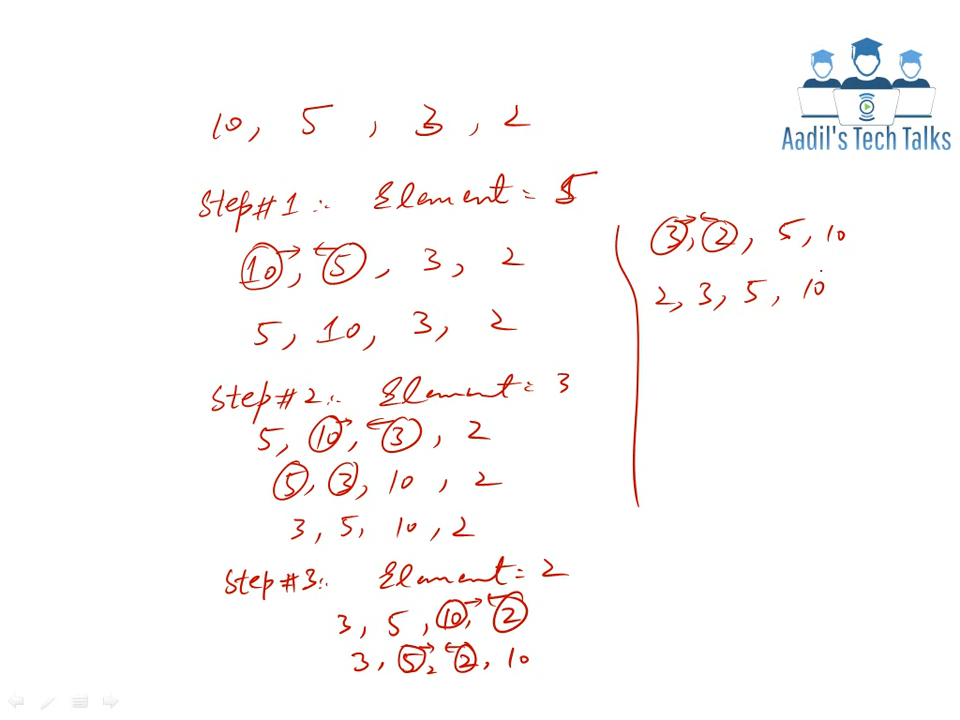 Aadil's Tech Talks
10, 5, 3, 2
Step#1:- Element = 5
10, 5, 3, 2
5, 10, 3, 2
Step#2:- Element = 3
5, 10, 3, 2
5, 3, 10, 2
3, 5, 10, 2
Step#3:- Element = 2
3, 5, 10, 2
3, 5, 2, 10
3, 2, 5, 10
2, 3, 5, 10